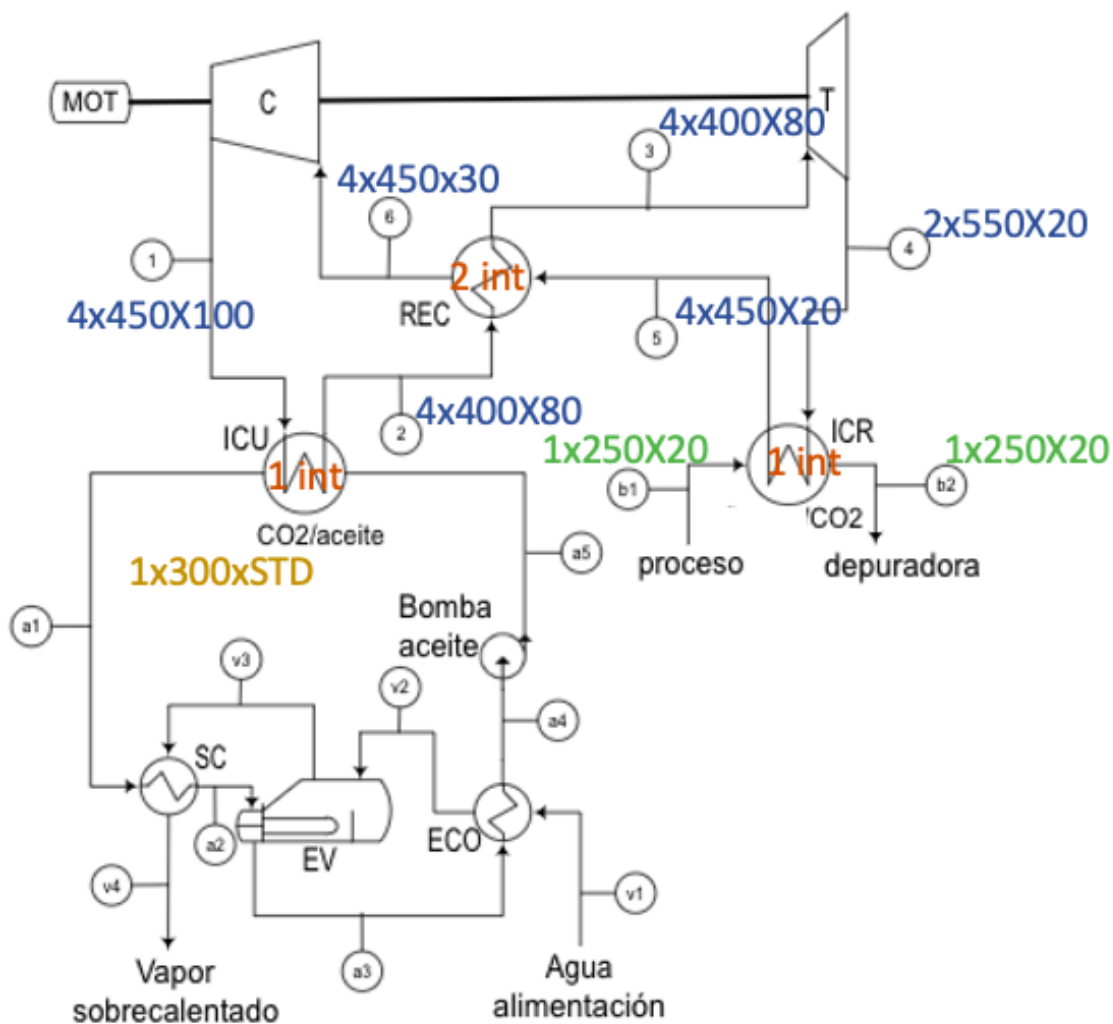 MOT
C
T
4x400X80
3
4x450x30
6
2x550X20
4
1
2 int
REC
4x450X20
5
4x450X100
4x400X80
2
ICU
1 int
CO2/aceite
1x250X20
b1
ICR
1 int
/CO2
1x250X20
b2
proceso
depuradora
1x300xSTD
a5
a1
Bomba
aceite
v3
v2
a4
SC
a2
EV
ECO
v4
v1
a3
Vapor
sobrecalentado
Agua
alimentación